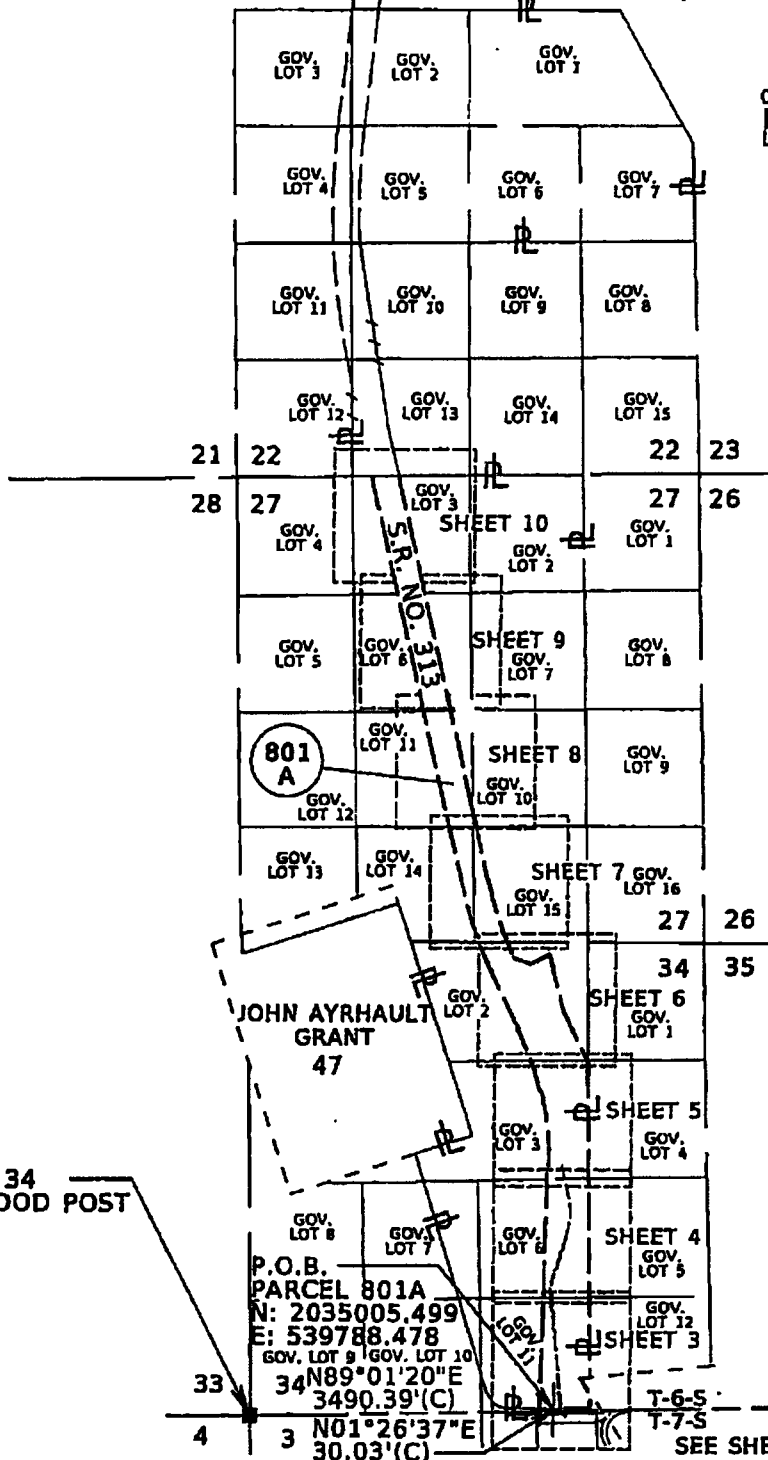 GOV.
LOT 3
GOV.
LOT 2
GOV.
LOT 1
GOV.
LOT 4
GOV.
LOT 5
GOV.
LOT 6
GOV.
LOT 7
GOV.
LOT 11
GOV.
LOT 10
GOV.
LOT 9
GOV.
LOT 8
GOV.
LOT 12
GOV.
LOT 13
GOV.
LOT 14
GOV.
LOT 15
21 22
22 23
28 27
27 26
GOV.
LOT 3
SHEET 10
GOV.
LOT 4
GOV.
LOT 2
GOV.
LOT 1
S.R. NO. 313
GOV.
LOT 5
GOV.
LOT 6
SHEET 9
GOV.
LOT 7
GOV.
LOT 8
801
A
GOV.
LOT 11
SHEET 8
GOV.
LOT 9
GOV.
LOT 12
GOV.
LOT 10
GOV.
LOT 13
GOV.
LOT 14
SHEET 7
GOV.
LOT 16
GOV.
LOT 15
27 26
34 35
JOHN AYRHAULT
GRANT
47
GOV.
LOT 2
SHEET 6
GOV.
LOT 1
SHEET 5
GOV.
LOT 3
GOV.
LOT 4
34
OOD POST
GOV.
LOT 8
GOV.
LOT 7
GOV.
LOT 6
SHEET 4
GOV.
LOT 5
P.O.B.
PARCEL 801A
N: 2035005.499
E: 539788.478
GOV. LOT 9
GOV. LOT 10
GOV.
LOT 11
GOV.
LOT 12
SHEET 3
33 34
N89°01'20"E
3490.39'(C)
4 3
N01°26'37"E
30.03'(C)
T-6-S
T-7-S
SEE SHE